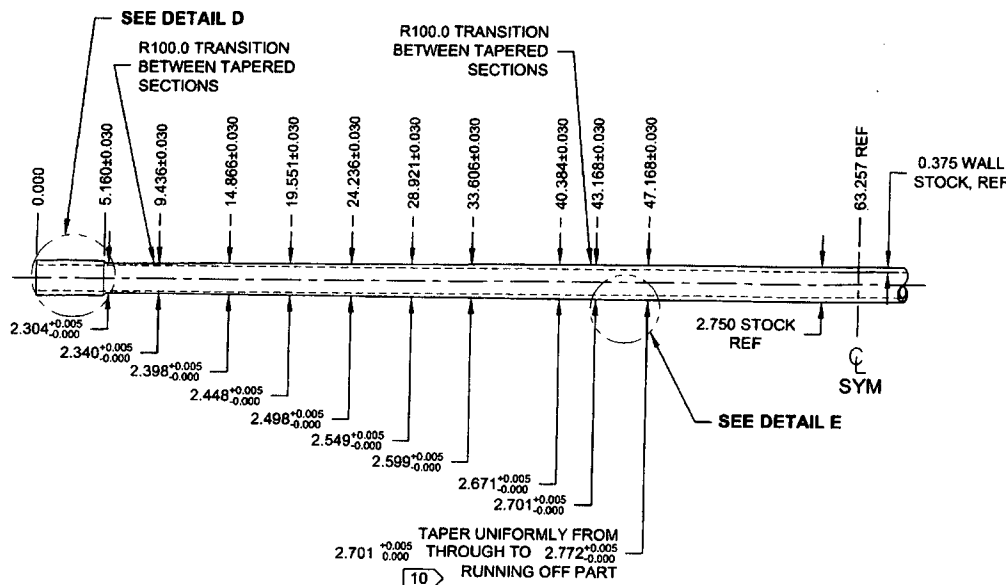 SEE DETAIL D
R100.0 TRANSITION
BETWEEN TAPERED
SECTIONS
R100.0 TRANSITION
BETWEEN TAPERED
SECTIONS
0.000
5.160±0.030
9.436±0.030
14.866±0.030
19.551±0.030
24.236±0.030
28.921±0.030
33.606±0.030
40.384±0.030
43.168±0.030
47.168±0.030
63.257 REF
0.375 WALL
STOCK, REF
2.304 +0.005 -0.000
2.340 +0.005 -0.000
2.398 +0.005 -0.000
2.448 +0.005 -0.000
2.498 +0.005 -0.000
2.549 +0.005 -0.000
2.599 +0.005 -0.000
2.671 +0.005 -0.000
2.701 +0.005 -0.000
2.750 STOCK
REF
℄
SYM
SEE DETAIL E
TAPER UNIFORMLY FROM
2.701 +0.005 0.000 THROUGH TO 2.772 +0.005 -0.000
10 RUNNING OFF PART